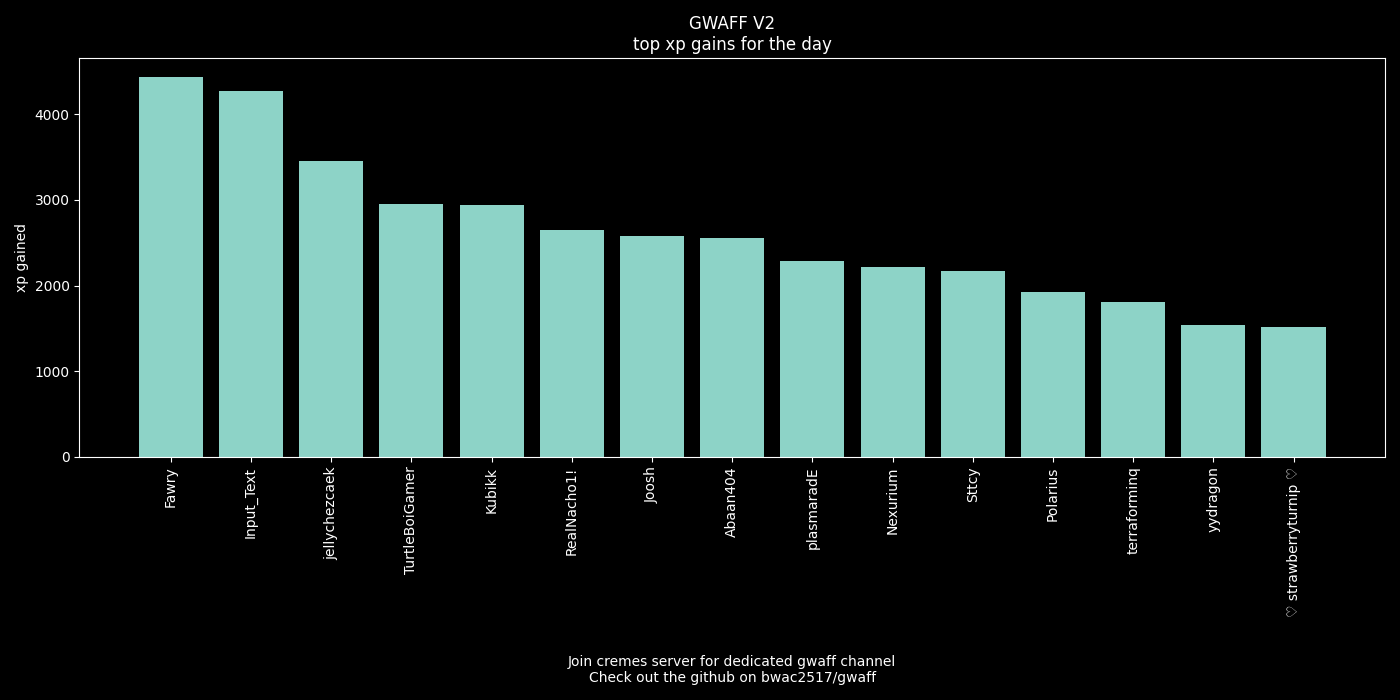 GWAFF V2
top xp gains for the day
xp gained
4000
3000
2000
1000
0
Fawry
Input_Text
jellychezcaek
TurtleBoiGamer
Kubikk
RealNacho1!
Joosh
Abaan404
plasmaradE
Nexurium
Sttcy
Polarius
terraforminq
yydragon
♡ strawberryturnip ♡
Join cremes server for dedicated gwaff channel
Check out the github on bwac2517/gwaff